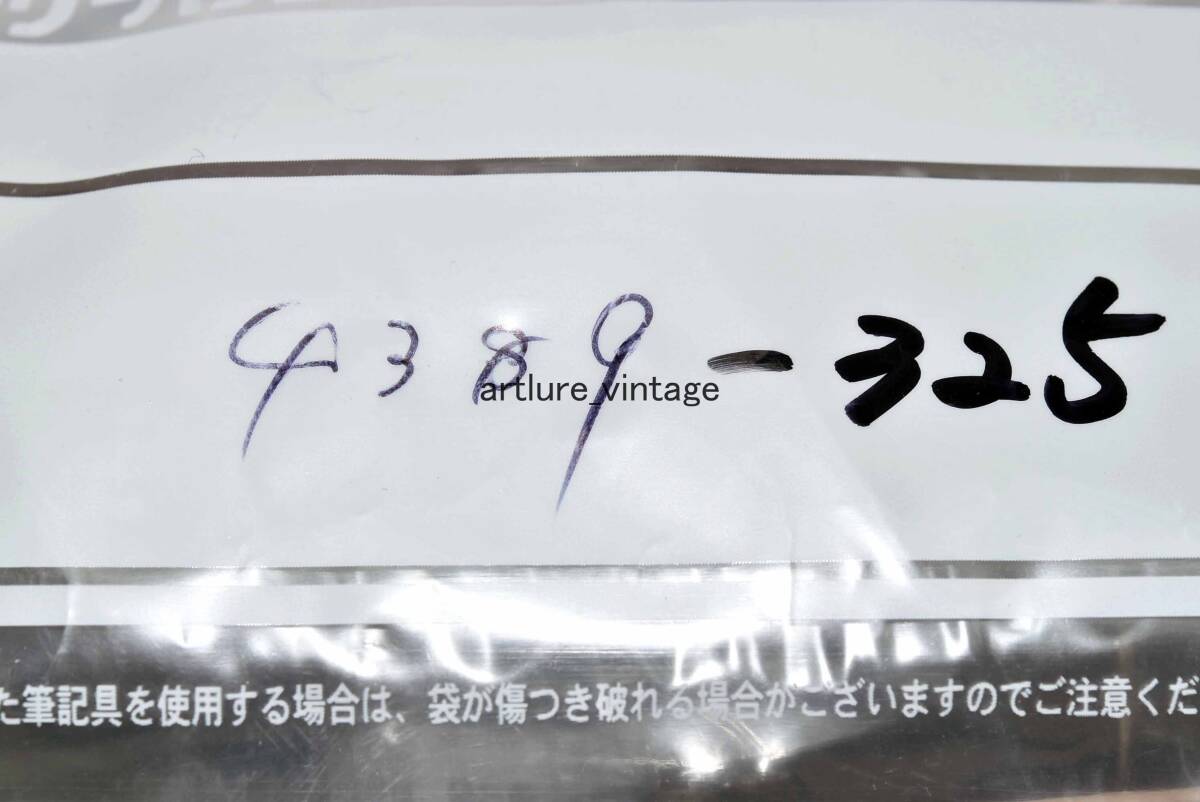 4389-325
artlure_vintage
た筆記具を使用する場合は、袋が傷つき破れる場合がございますのでご注意くだ